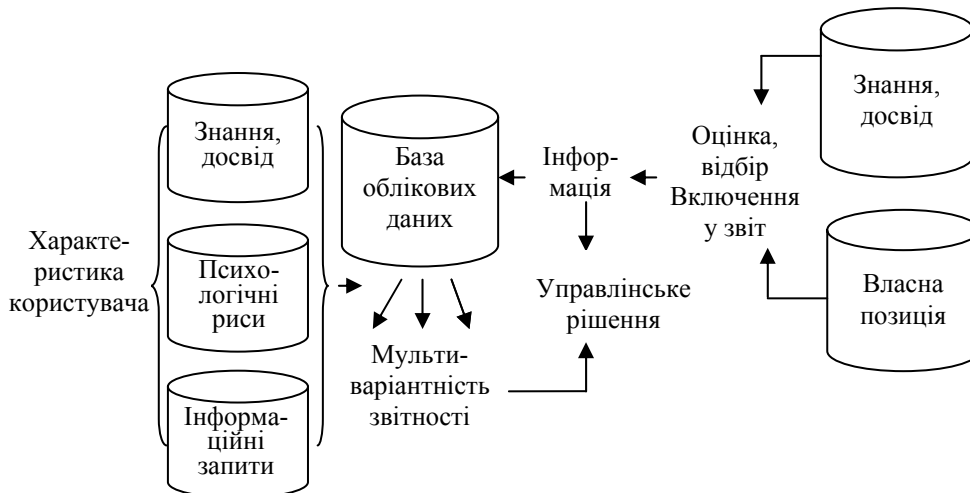 Характе-
ристика
користувача
Знання,
досвід
Психо-
логічні
риси
Інформа-
ційні
запити
База
облікових
даних
Мульти-
варіантність
звітності
Інфор-
мація
Управлінське
рішення
Оцінка,
відбір
Включення
у звіт
Знання,
досвід
Власна
позиція